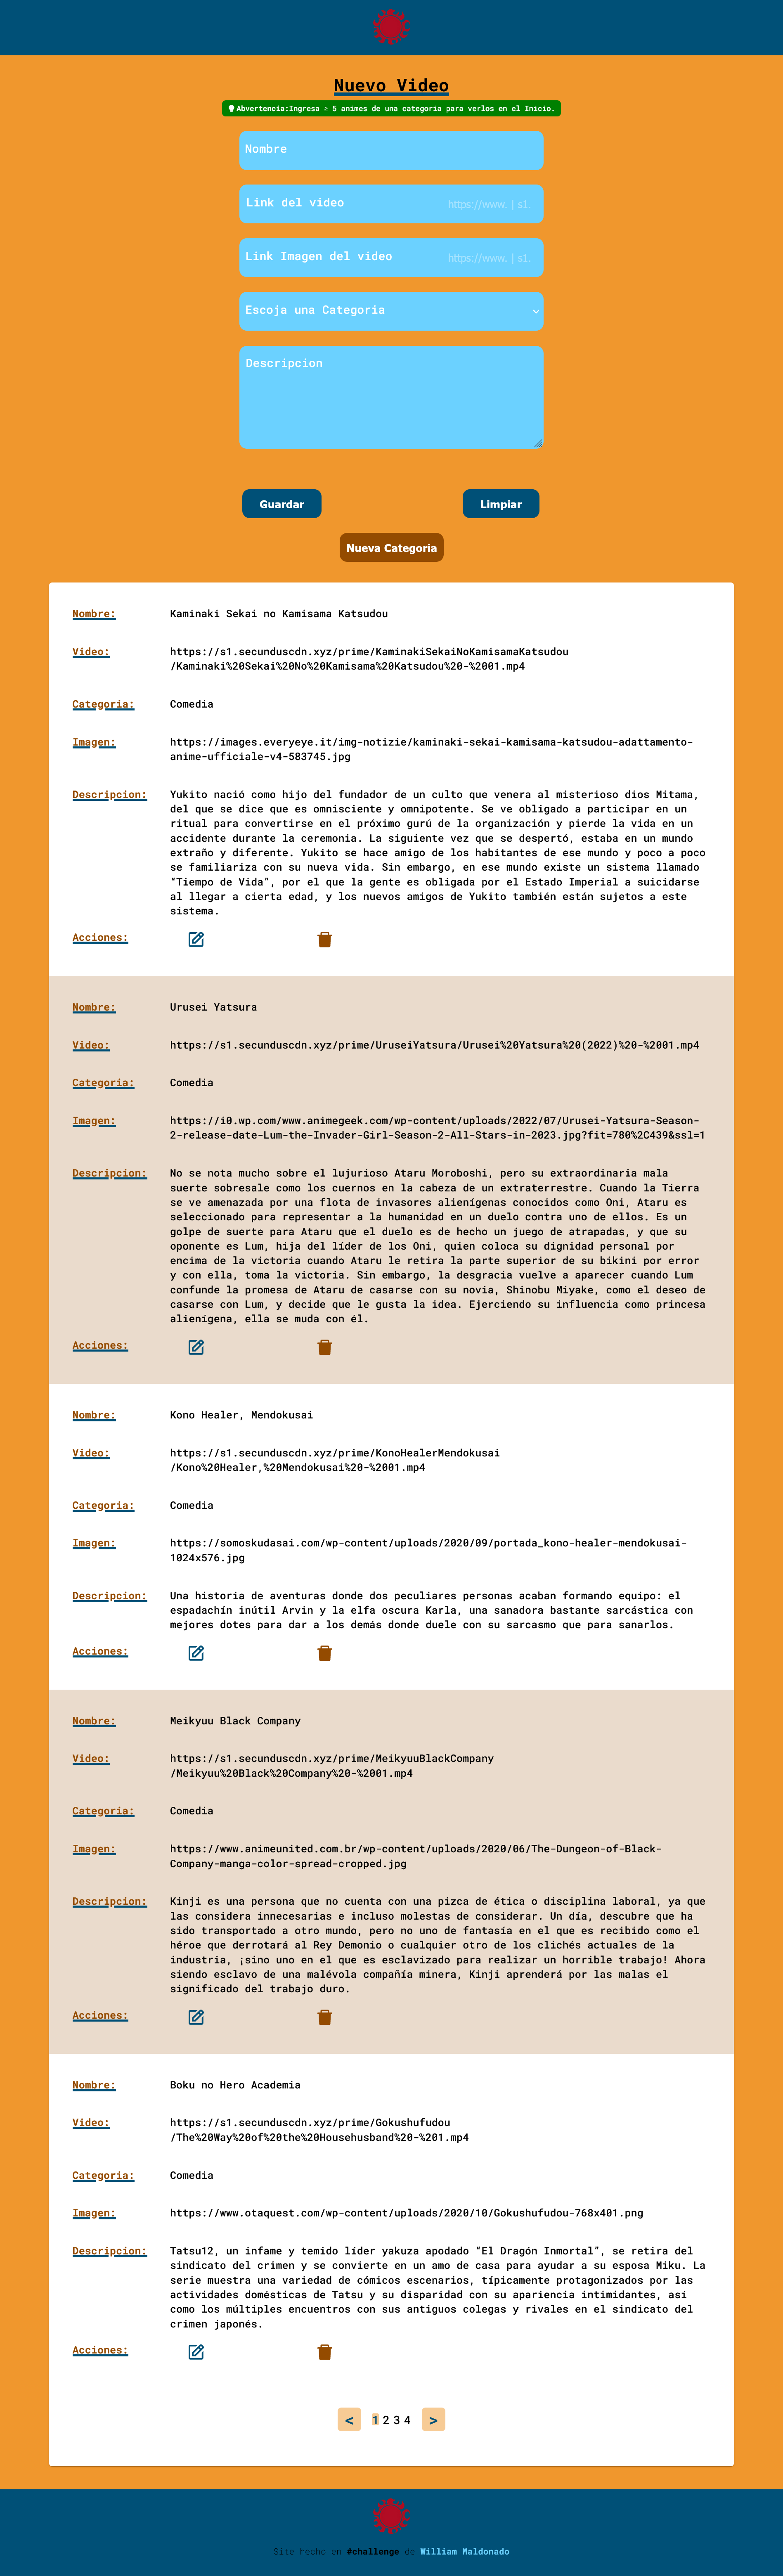 Nuevo Video
Abvertencia:Ingresa ≥ 5 animes de una categoria para verlos en el Inicio.
Nombre
Link del video https://www. | s1.
Link Imagen del video https://www. | s1.
Escoja una Categoria
Descripcion
Guardar Limpiar
Nueva Categoria
Nombre: Kaminaki Sekai no Kamisama Katsudou
Video: https://s1.secunduscdn.xyz/prime/KaminakiSekaiNoKamisamaKatsudou
/Kaminaki%20Sekai%20No%20Kamisama%20Katsudou%20-%2001.mp4
Categoria: Comedia
Imagen: https://images.everyeye.it/img-notizie/kaminaki-sekai-kamisama-katsudou-adattamento-
anime-ufficiale-v4-583745.jpg
Descripcion: Yukito nació como hijo del fundador de un culto que venera al misterioso dios Mitama,
del que se dice que es omnisciente y omnipotente. Se ve obligado a participar en un
ritual para convertirse en el próximo gurú de la organización y pierde la vida en un
accidente durante la ceremonia. La siguiente vez que se despertó, estaba en un mundo
extraño y diferente. Yukito se hace amigo de los habitantes de ese mundo y poco a poco
se familiariza con su nueva vida. Sin embargo, en ese mundo existe un sistema llamado
“Tiempo de Vida”, por el que la gente es obligada por el Estado Imperial a suicidarse
al llegar a cierta edad, y los nuevos amigos de Yukito también están sujetos a este
sistema.
Acciones:
Nombre: Urusei Yatsura
Video: https://s1.secunduscdn.xyz/prime/UruseiYatsura/Urusei%20Yatsura%20(2022)%20-%2001.mp4
Categoria: Comedia
Imagen: https://i0.wp.com/www.animegeek.com/wp-content/uploads/2022/07/Urusei-Yatsura-Season-
2-release-date-Lum-the-Invader-Girl-Season-2-All-Stars-in-2023.jpg?fit=780%2C439&ssl=1
Descripcion: No se nota mucho sobre el lujurioso Ataru Moroboshi, pero su extraordinaria mala
suerte sobresale como los cuernos en la cabeza de un extraterrestre. Cuando la Tierra
se ve amenazada por una flota de invasores alienígenas conocidos como Oni, Ataru es
seleccionado para representar a la humanidad en un duelo contra uno de ellos. Es un
golpe de suerte para Ataru que el duelo es de hecho un juego de atrapadas, y que su
oponente es Lum, hija del líder de los Oni, quien coloca su dignidad personal por
encima de la victoria cuando Ataru le retira la parte superior de su bikini por error
y con ella, toma la victoria. Sin embargo, la desgracia vuelve a aparecer cuando Lum
confunde la promesa de Ataru de casarse con su novia, Shinobu Miyake, como el deseo de
casarse con Lum, y decide que le gusta la idea. Ejerciendo su influencia como princesa
alienígena, ella se muda con él.
Acciones:
Nombre: Kono Healer, Mendokusai
Video: https://s1.secunduscdn.xyz/prime/KonoHealerMendokusai
/Kono%20Healer,%20Mendokusai%20-%2001.mp4
Categoria: Comedia
Imagen: https://somoskudasai.com/wp-content/uploads/2020/09/portada_kono-healer-mendokusai-
1024x576.jpg
Descripcion: Una historia de aventuras donde dos peculiares personas acaban formando equipo: el
espadachín inútil Arvin y la elfa oscura Karla, una sanadora bastante sarcástica con
mejores dotes para dar a los demás donde duele con su sarcasmo que para sanarlos.
Acciones:
Nombre: Meikyuu Black Company
Video: https://s1.secunduscdn.xyz/prime/MeikyuuBlackCompany
/Meikyuu%20Black%20Company%20-%2001.mp4
Categoria: Comedia
Imagen: https://www.animeunited.com.br/wp-content/uploads/2020/06/The-Dungeon-of-Black-
Company-manga-color-spread-cropped.jpg
Descripcion: Kinji es una persona que no cuenta con una pizca de ética o disciplina laboral, ya que
las considera innecesarias e incluso molestas de considerar. Un día, descubre que ha
sido transportado a otro mundo, pero no uno de fantasía en el que es recibido como el
héroe que derrotará al Rey Demonio o cualquier otro de los clichés actuales de la
industria, ¡sino uno en el que es esclavizado para realizar un horrible trabajo! Ahora
siendo esclavo de una malévola compañía minera, Kinji aprenderá por las malas el
significado del trabajo duro.
Acciones:
Nombre: Boku no Hero Academia
Video: https://s1.secunduscdn.xyz/prime/Gokushufudou
/The%20Way%20of%20the%20Househusband%20-%201.mp4
Categoria: Comedia
Imagen: https://www.otaquest.com/wp-content/uploads/2020/10/Gokushufudou-768x401.png
Descripcion: Tatsu12, un infame y temido líder yakuza apodado “El Dragón Inmortal”, se retira del
sindicato del crimen y se convierte en un amo de casa para ayudar a su esposa Miku. La
serie muestra una variedad de cómicos escenarios, típicamente protagonizados por las
actividades domésticas de Tatsu y su disparidad con su apariencia intimidantes, así
como los múltiples encuentros con sus antiguos colegas y rivales en el sindicato del
crimen japonés.
Acciones:
< 1 2 3 4 >
Site hecho en #challenge de William Maldonado